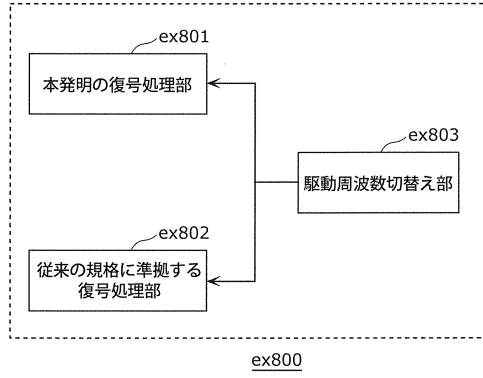 ex801
本発明の復号処理部
ex803
駆動周波数切替え部
ex802
従来の規格に準拠する
復号処理部
ex800